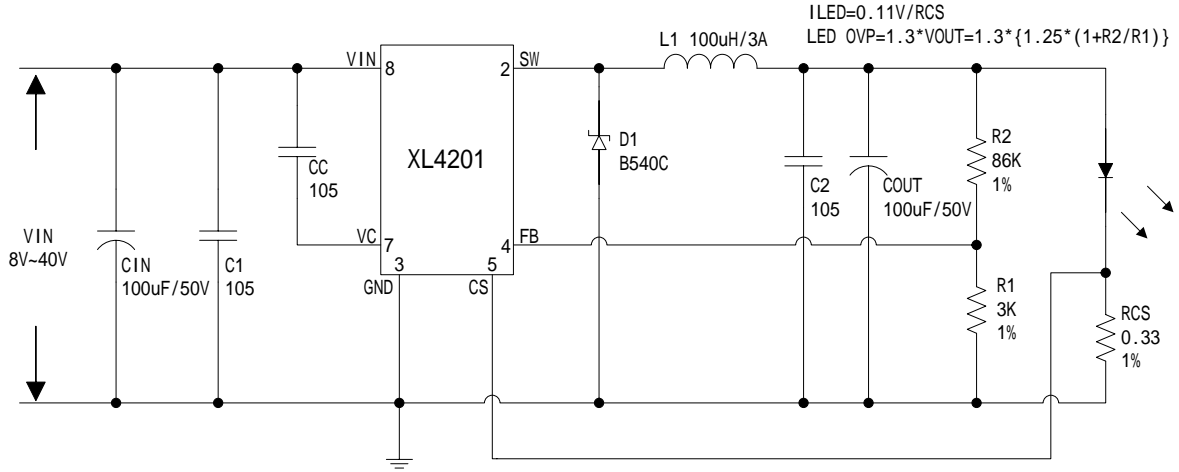 ILED=0.11V/RCS
LED OVP=1.3*VOUT=1.3*{1.25*(1+R2/R1)}
L1 100uH/3A
VIN
8
2
SW
XL4201
CC
105
D1
B540C
R2
86K
1%
C2
105
COUT
100uF/50V
VIN
8V~40V
VC
7
4
FB
CIN
100uF/50V
C1
105
3
GND
5
CS
R1
3K
1%
RCS
0.33
1%